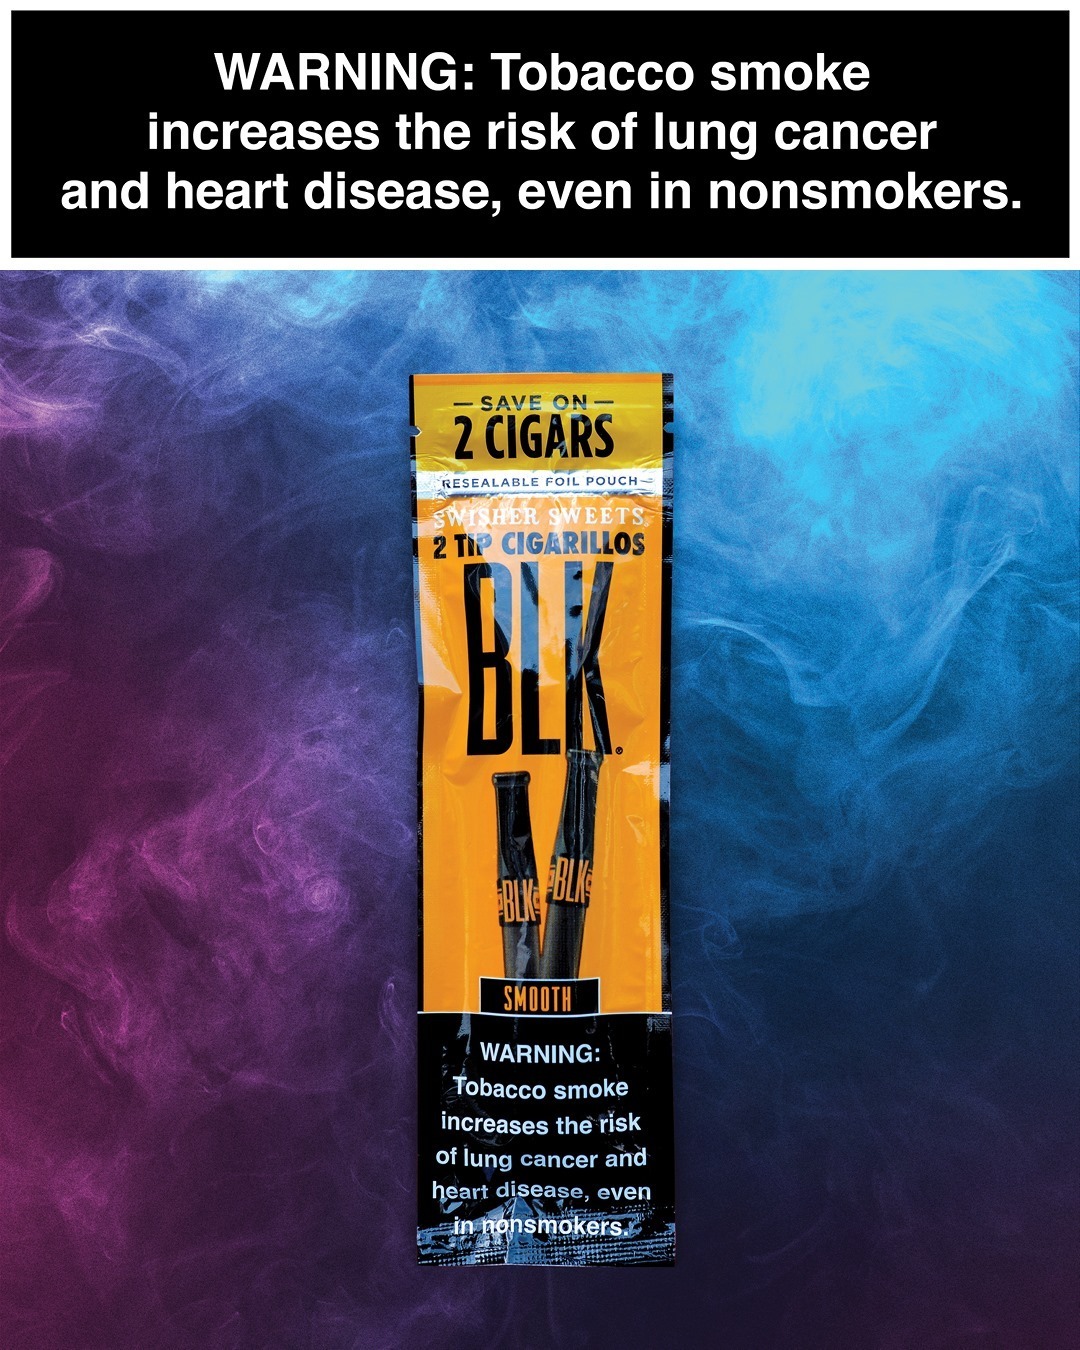 WARNING: Tobacco smoke
increases the risk of lung cancer
and heart disease, even in nonsmokers.
— SAVE ON —
2 CIGARS
RESEALABLE FOIL POUCH
SWISHER SWEETS
2 TIP CIGARILLOS
BLK®
BLK
BLK
SMOOTH
WARNING:
Tobacco smoke
increases the risk
of lung cancer and
heart disease, even
in nonsmokers.